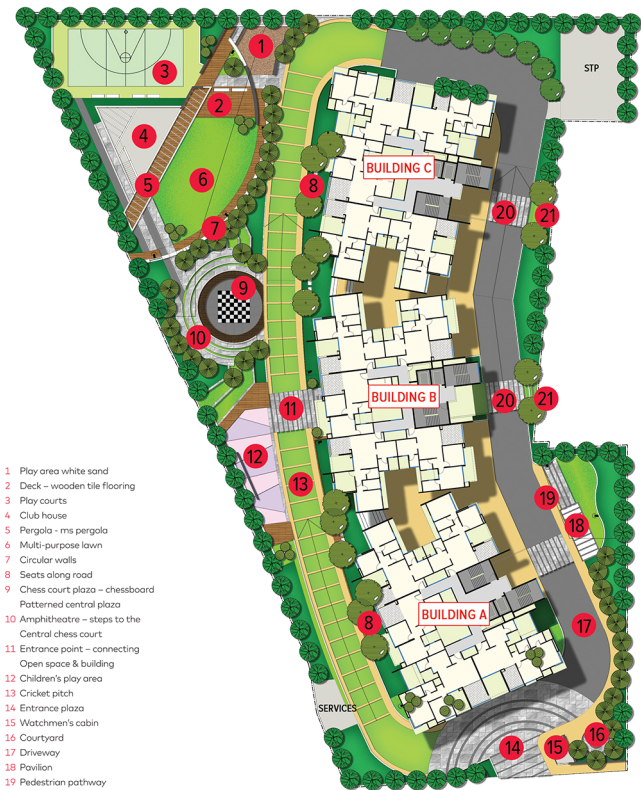 1
3
STP
2
4
BUILDING C
5
6
8
20
21
7
9
10
BUILDING B
20
21
11
12
13
19
18
1 Play area white sand
2 Deck – wooden tile flooring
3 Play courts
4 Club house
5 Pergola - ms pergola
6 Multi-purpose lawn
7 Circular walls
8 Seats along road
9 Chess court plaza – chessboard
Patterned central plaza
10 Amphitheatre – steps to the
Central chess court
11 Entrance point – connecting
Open space & building
12 Children's play area
13 Cricket pitch
14 Entrance plaza
15 Watchmen's cabin
16 Courtyard
17 Driveway
18 Pavilion
19 Pedestrian pathway
BUILDING A
8
17
SERVICES
14
15
16